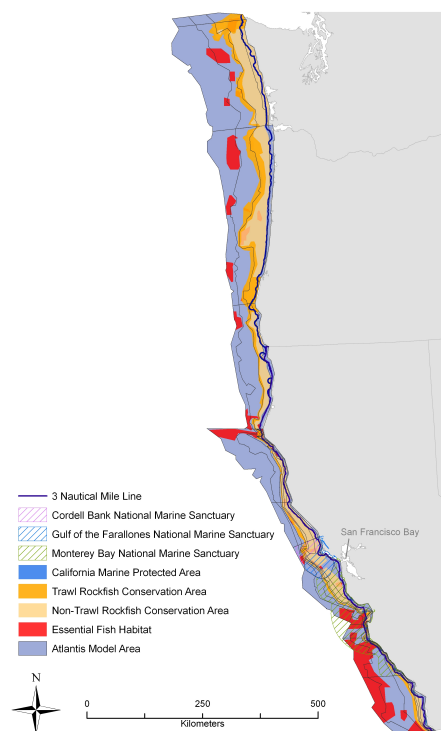 3 Nautical Mile Line
Cordell Bank National Marine Sanctuary
Gulf of the Farallones National Marine Sanctuary
Monterey Bay National Marine Sanctuary
California Marine Protected Area
Trawl Rockfish Conservation Area
Non-Trawl Rockfish Conservation Area
Essential Fish Habitat
Atlantis Model Area
San Francisco Bay
N
0 250 500
Kilometers